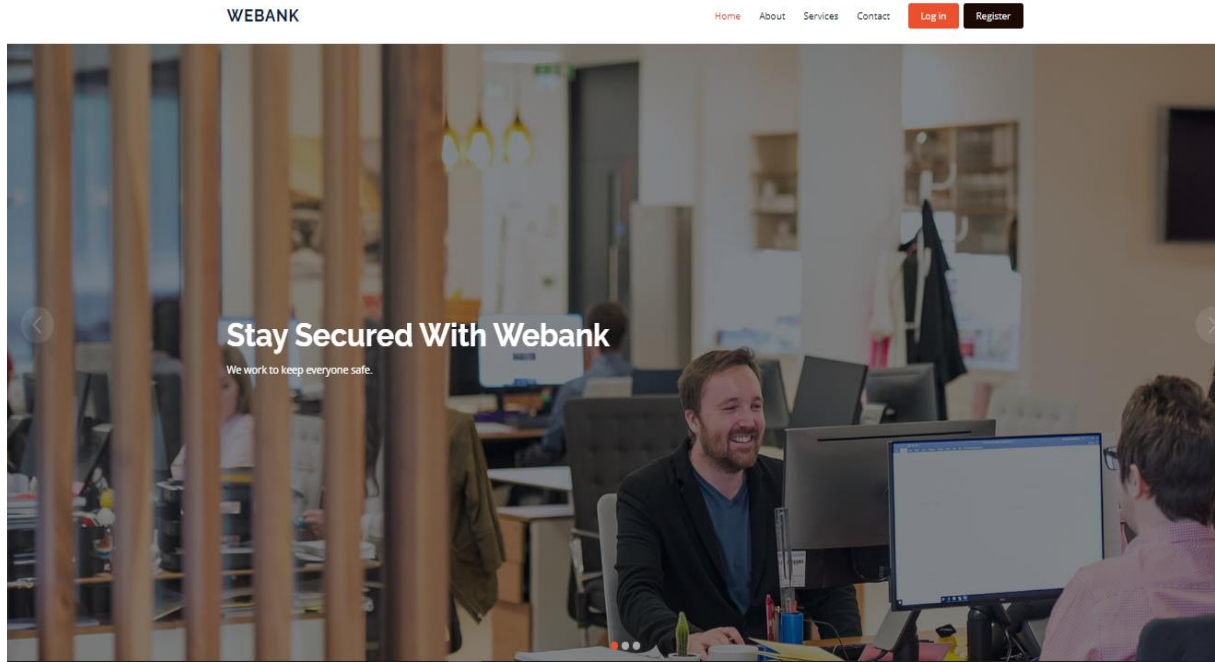 WEBANK
Home About Services Contact Log in Register
Stay Secured With Webank
We work to keep everyone safe.